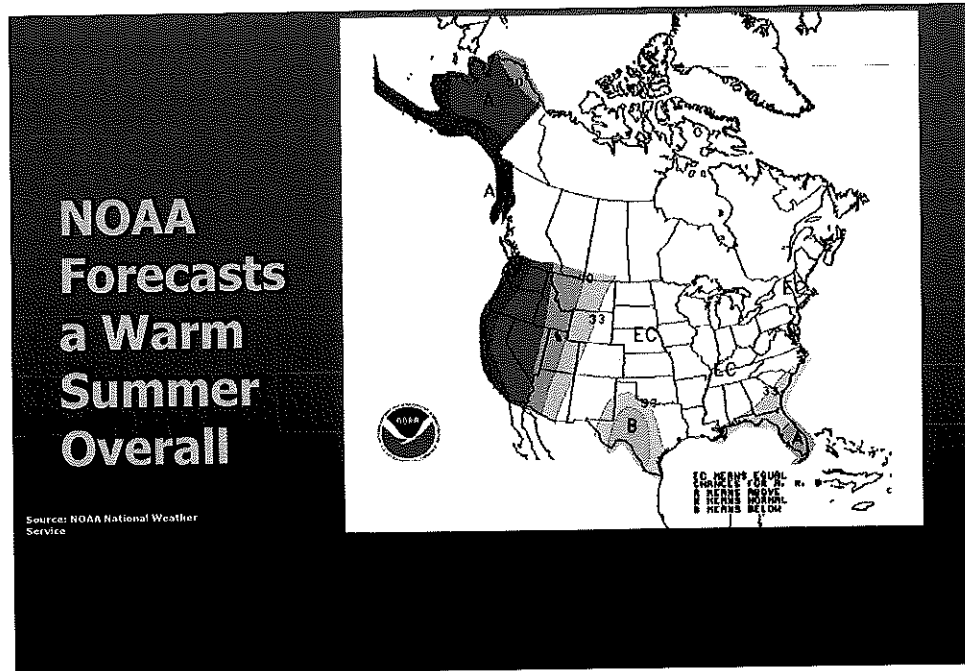 NOAA
Forecasts
a Warm
Summer
Overall
Source: NOAA National Weather
Service
A
A
33
EC
EC
33
B
A
NOAA
EC MEANS EQUAL
CHANCES FOR A, N, B
A MEANS ABOVE
N MEANS NORMAL
B MEANS BELOW